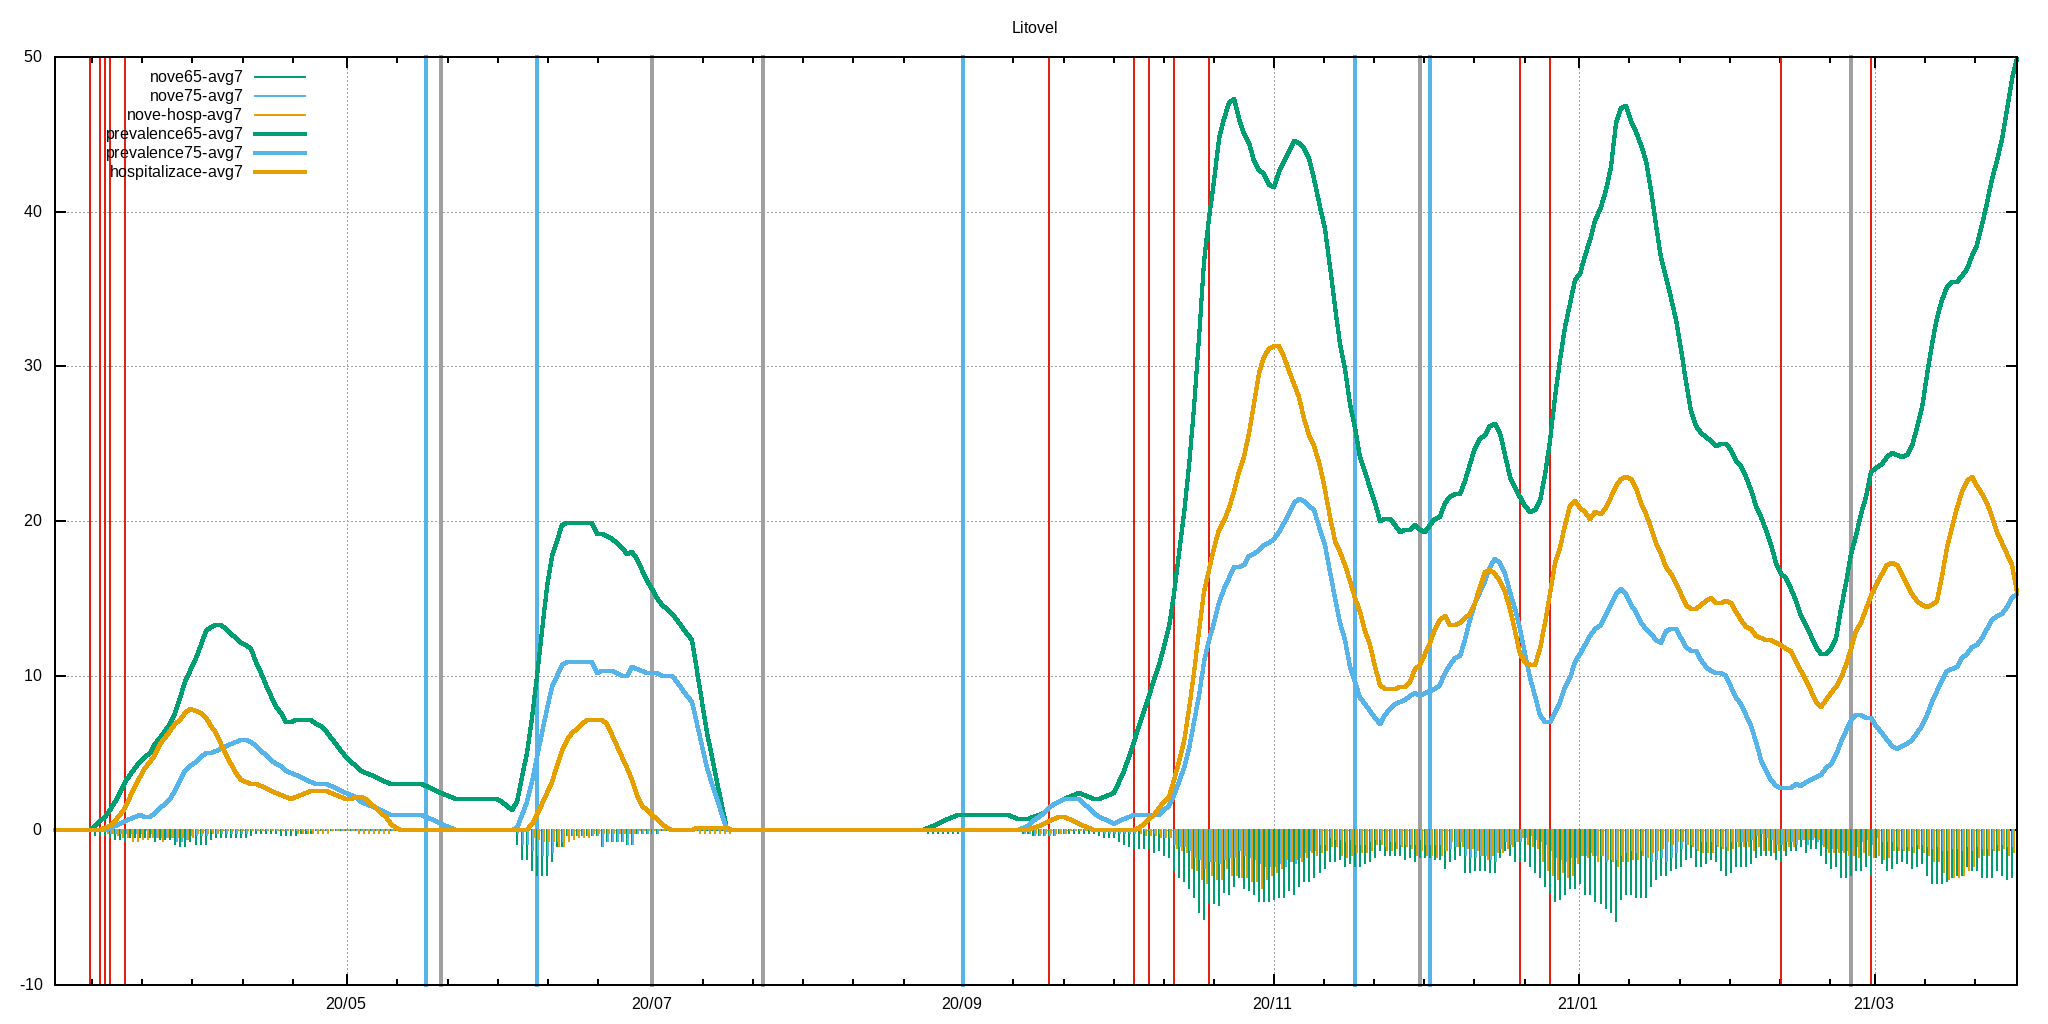 Litovel
50
nove65-avg7
nove75-avg7
nove-hosp-avg7
prevalence65-avg7
prevalence75-avg7
hospitalizace-avg7
40
30
20
10
0
-10
20/05 20/07 20/09 20/11 21/01 21/03